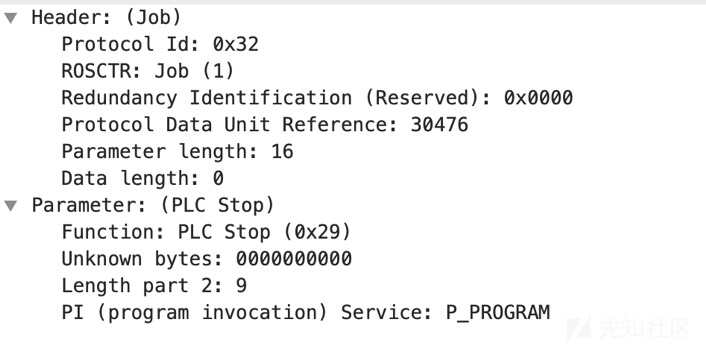 Header: (Job)
Protocol Id: 0x32
ROSCTR: Job (1)
Redundancy Identification (Reserved): 0x0000
Protocol Data Unit Reference: 30476
Parameter length: 16
Data length: 0
Parameter: (PLC Stop)
Function: PLC Stop (0x29)
Unknown bytes: 0000000000
Length part 2: 9
PI (program invocation) Service: P_PROGRAM
先知社区